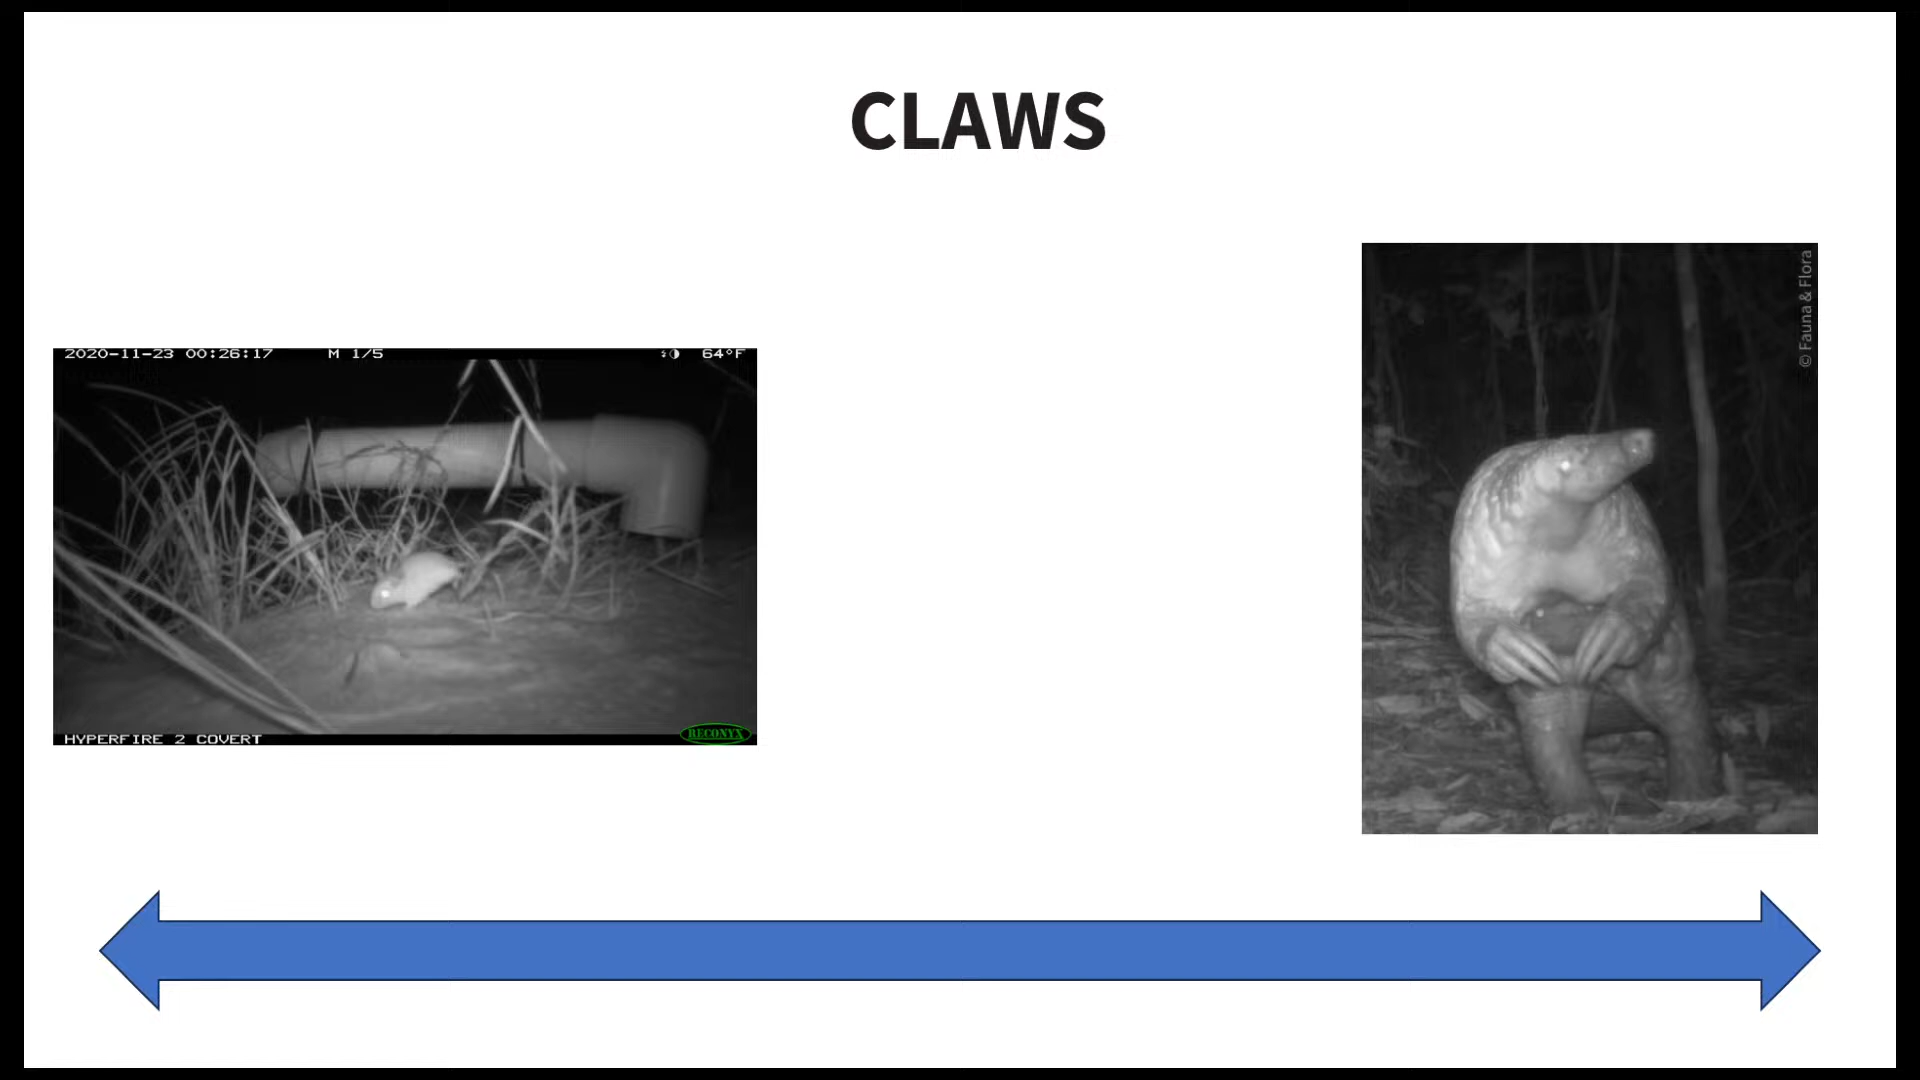 CLAWS
2020-11-23 00:26:17 M 1/5 64°F
HYPERFIRE 2 COVERT
RECONYX
© Fauna & Flora